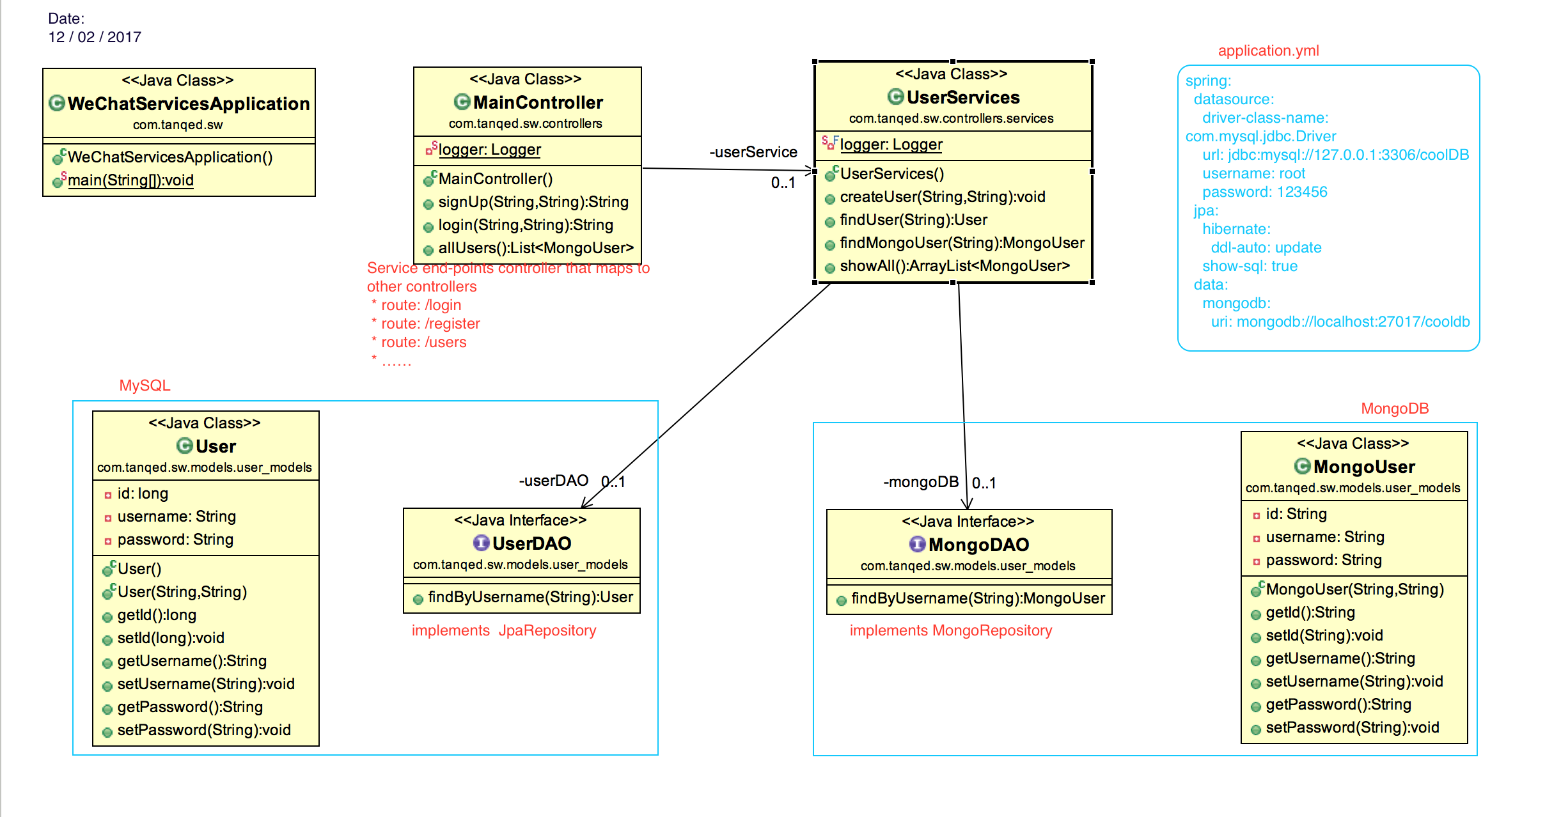 Date:
12 / 02 / 2017
<<Java Class>>
WeChatServicesApplication
com.tanqed.sw
WeChatServicesApplication()
main(String[]):void
<<Java Class>>
MainController
com.tanqed.sw.controllers
logger: Logger
MainController()
signUp(String,String):String
login(String,String):String
allUsers():List<MongoUser>
Service end-points controller that maps to
other controllers
* route: /login
* route: /register
* route: /users
* ......
-userService
0..1
<<Java Class>>
UserServices
com.tanqed.sw.controllers.services
logger: Logger
UserServices()
createUser(String,String):void
findUser(String):User
findMongoUser(String):MongoUser
showAll():ArrayList<MongoUser>
application.yml
spring:
datasource:
driver-class-name:
com.mysql.jdbc.Driver
url: jdbc:mysql://127.0.0.1:3306/coolDB
username: root
password: 123456
jpa:
hibernate:
ddl-auto: update
show-sql: true
data:
mongodb:
uri: mongodb://localhost:27017/cooldb
MySQL
<<Java Class>>
User
com.tanqed.sw.models.user_models
id: long
username: String
password: String
User()
User(String,String)
getId():long
setId(long):void
getUsername():String
setUsername(String):void
getPassword():String
setPassword(String):void
-userDAO 0..1
<<Java Interface>>
UserDAO
com.tanqed.sw.models.user_models
findByUsername(String):User
implements JpaRepository
-mongoDB 0..1
<<Java Interface>>
MongoDAO
com.tanqed.sw.models.user_models
findByUsername(String):MongoUser
implements MongoRepository
MongoDB
<<Java Class>>
MongoUser
com.tanqed.sw.models.user_models
id: String
username: String
password: String
MongoUser(String,String)
getId():String
setId(String):void
getUsername():String
setUsername(String):void
getPassword():String
setPassword(String):void